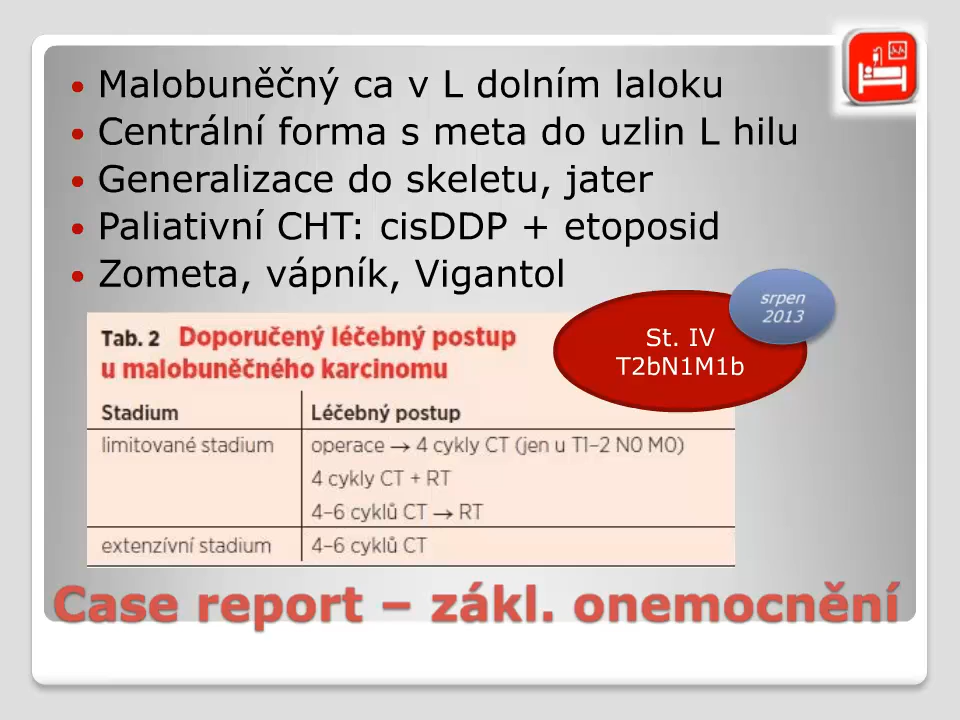 Malobuněčný ca v L dolním laloku
Centrální forma s meta do uzlin L hilu
Generalizace do skeletu, jater
Paliativní CHT: cisDDP + etoposid
Zometa, vápník, Vigantol
srpen
2013
St. IV
T2bN1M1b
Tab. 2 Doporučený léčebný postup
u malobuněčného karcinomu
Stadium Léčebný postup
limitované stadium operace → 4 cykly CT (jen u T1–2 N0 M0)
4 cykly CT + RT
4–6 cyklů CT → RT
extenzívní stadium 4–6 cyklů CT
Case report – zákl. onemocnění